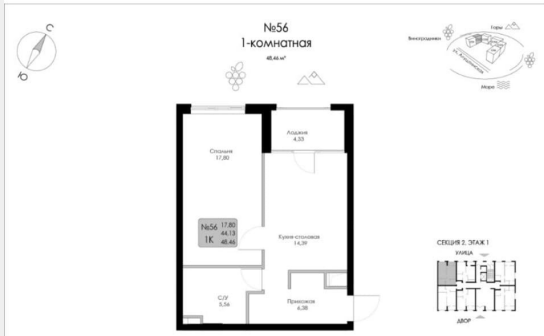 №56
1-комнатная
48,46 м²
С
Ю
Горы
Виноградники
Море
Лоджия
4,33
Спальня
17,80
№56
1К
17,80
44,13
48,46
Кухня-столовая
14,39
С/У
5,56
Прихожая
6,38
СЕКЦИЯ 2, ЭТАЖ 1
УЛИЦА
ДВОР